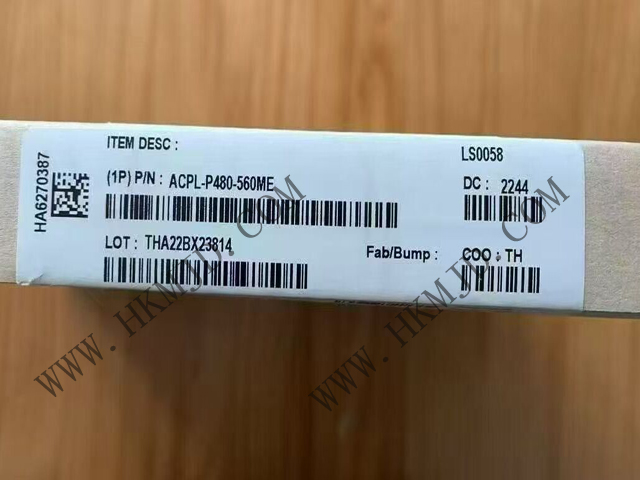 HA6270387
ITEM DESC :
LS0058
(1P) P/N : ACPL-P480-560ME
DC : 2244
LOT : THA22BX23814
Fab/Bump :
COO : TH
WWW.HKMJD.COM
WWW.HKMJD.COM